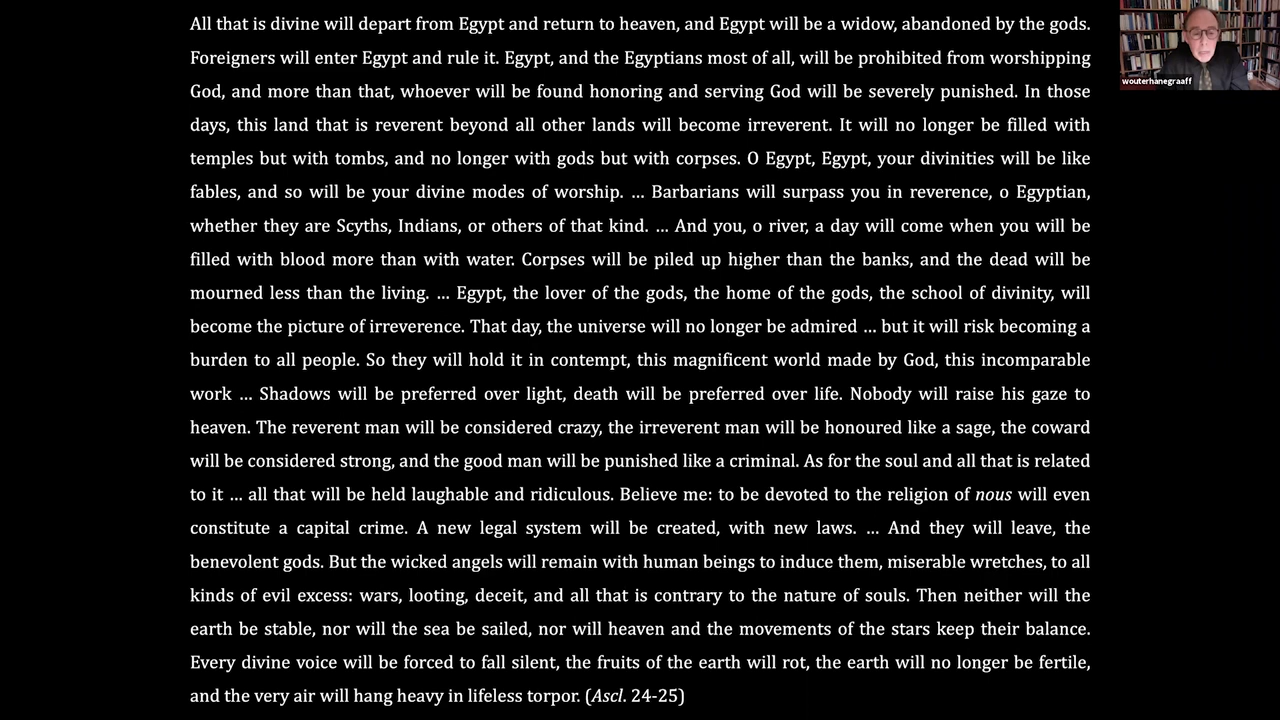 All that is divine will depart from Egypt and return to heaven, and Egypt will be a widow, abandoned by the gods.
Foreigners will enter Egypt and rule it. Egypt, and the Egyptians most of all, will be prohibited from worshipping
God, and more than that, whoever will be found honoring and serving God will be severely punished. In those
days, this land that is reverent beyond all other lands will become irreverent. It will no longer be filled with
temples but with tombs, and no longer with gods but with corpses. O Egypt, Egypt, your divinities will be like
fables, and so will be your divine modes of worship. ... Barbarians will surpass you in reverence, o Egyptian,
whether they are Scyths, Indians, or others of that kind. ... And you, o river, a day will come when you will be
filled with blood more than with water. Corpses will be piled up higher than the banks, and the dead will be
mourned less than the living. ... Egypt, the lover of the gods, the home of the gods, the school of divinity, will
become the picture of irreverence. That day, the universe will no longer be admired ... but it will risk becoming a
burden to all people. So they will hold it in contempt, this magnificent world made by God, this incomparable
work ... Shadows will be preferred over light, death will be preferred over life. Nobody will raise his gaze to
heaven. The reverent man will be considered crazy, the irreverent man will be honoured like a sage, the coward
will be considered strong, and the good man will be punished like a criminal. As for the soul and all that is related
to it ... all that will be held laughable and ridiculous. Believe me: to be devoted to the religion of nous will even
constitute a capital crime. A new legal system will be created, with new laws. ... And they will leave, the
benevolent gods. But the wicked angels will remain with human beings to induce them, miserable wretches, to all
kinds of evil excess: wars, looting, deceit, and all that is contrary to the nature of souls. Then neither will the
earth be stable, nor will the sea be sailed, nor will heaven and the movements of the stars keep their balance.
Every divine voice will be forced to fall silent, the fruits of the earth will rot, the earth will no longer be fertile,
and the very air will hang heavy in lifeless torpor. (Ascl. 24-25)
wouterhanegraaff